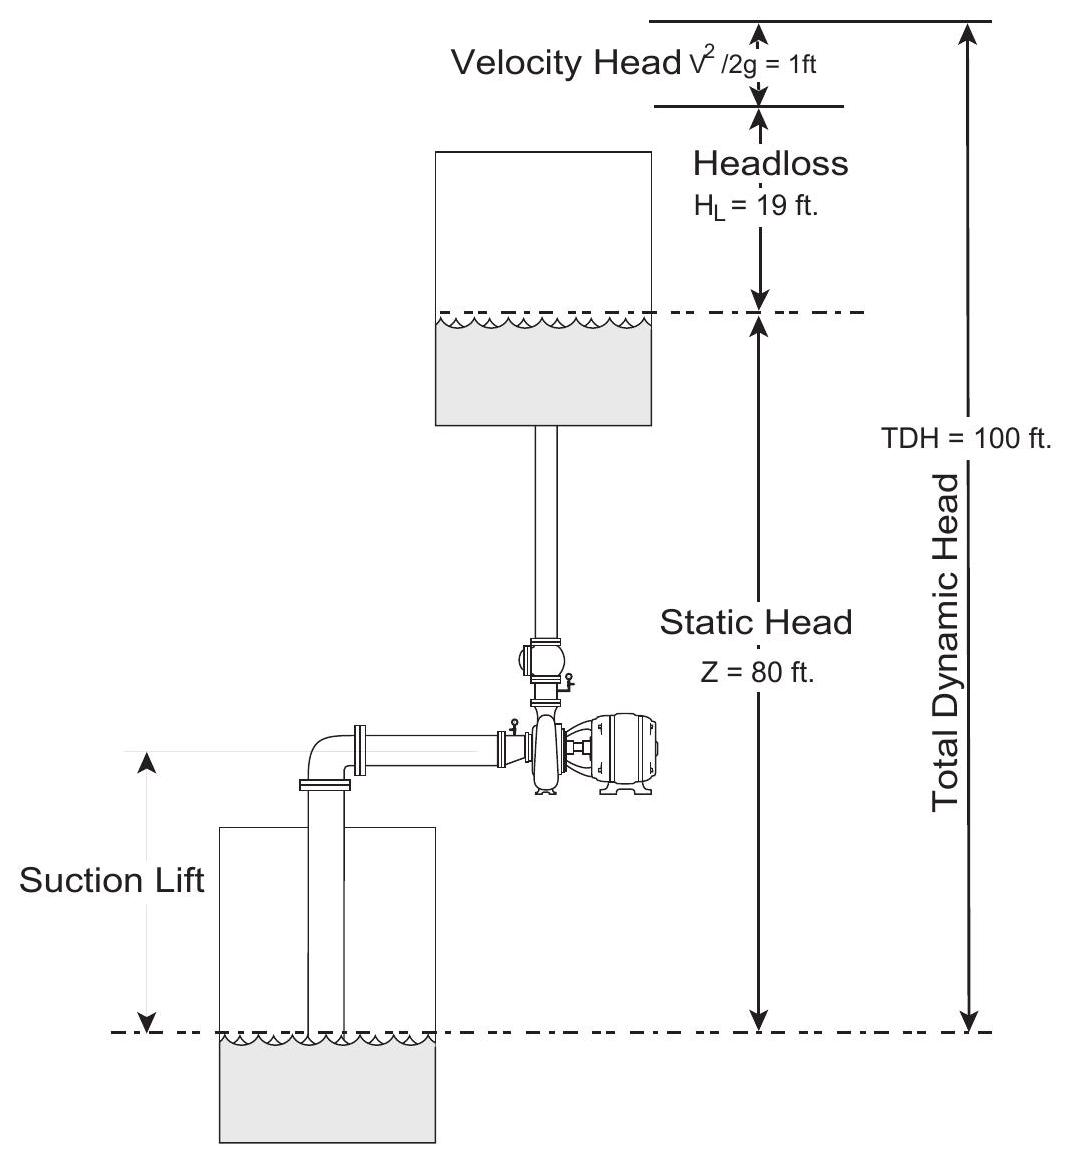 Velocity Head V²/2g = 1ft
Headloss
H_L = 19 ft.
TDH = 100 ft.
Total Dynamic Head
Static Head
Z = 80 ft.
Suction Lift